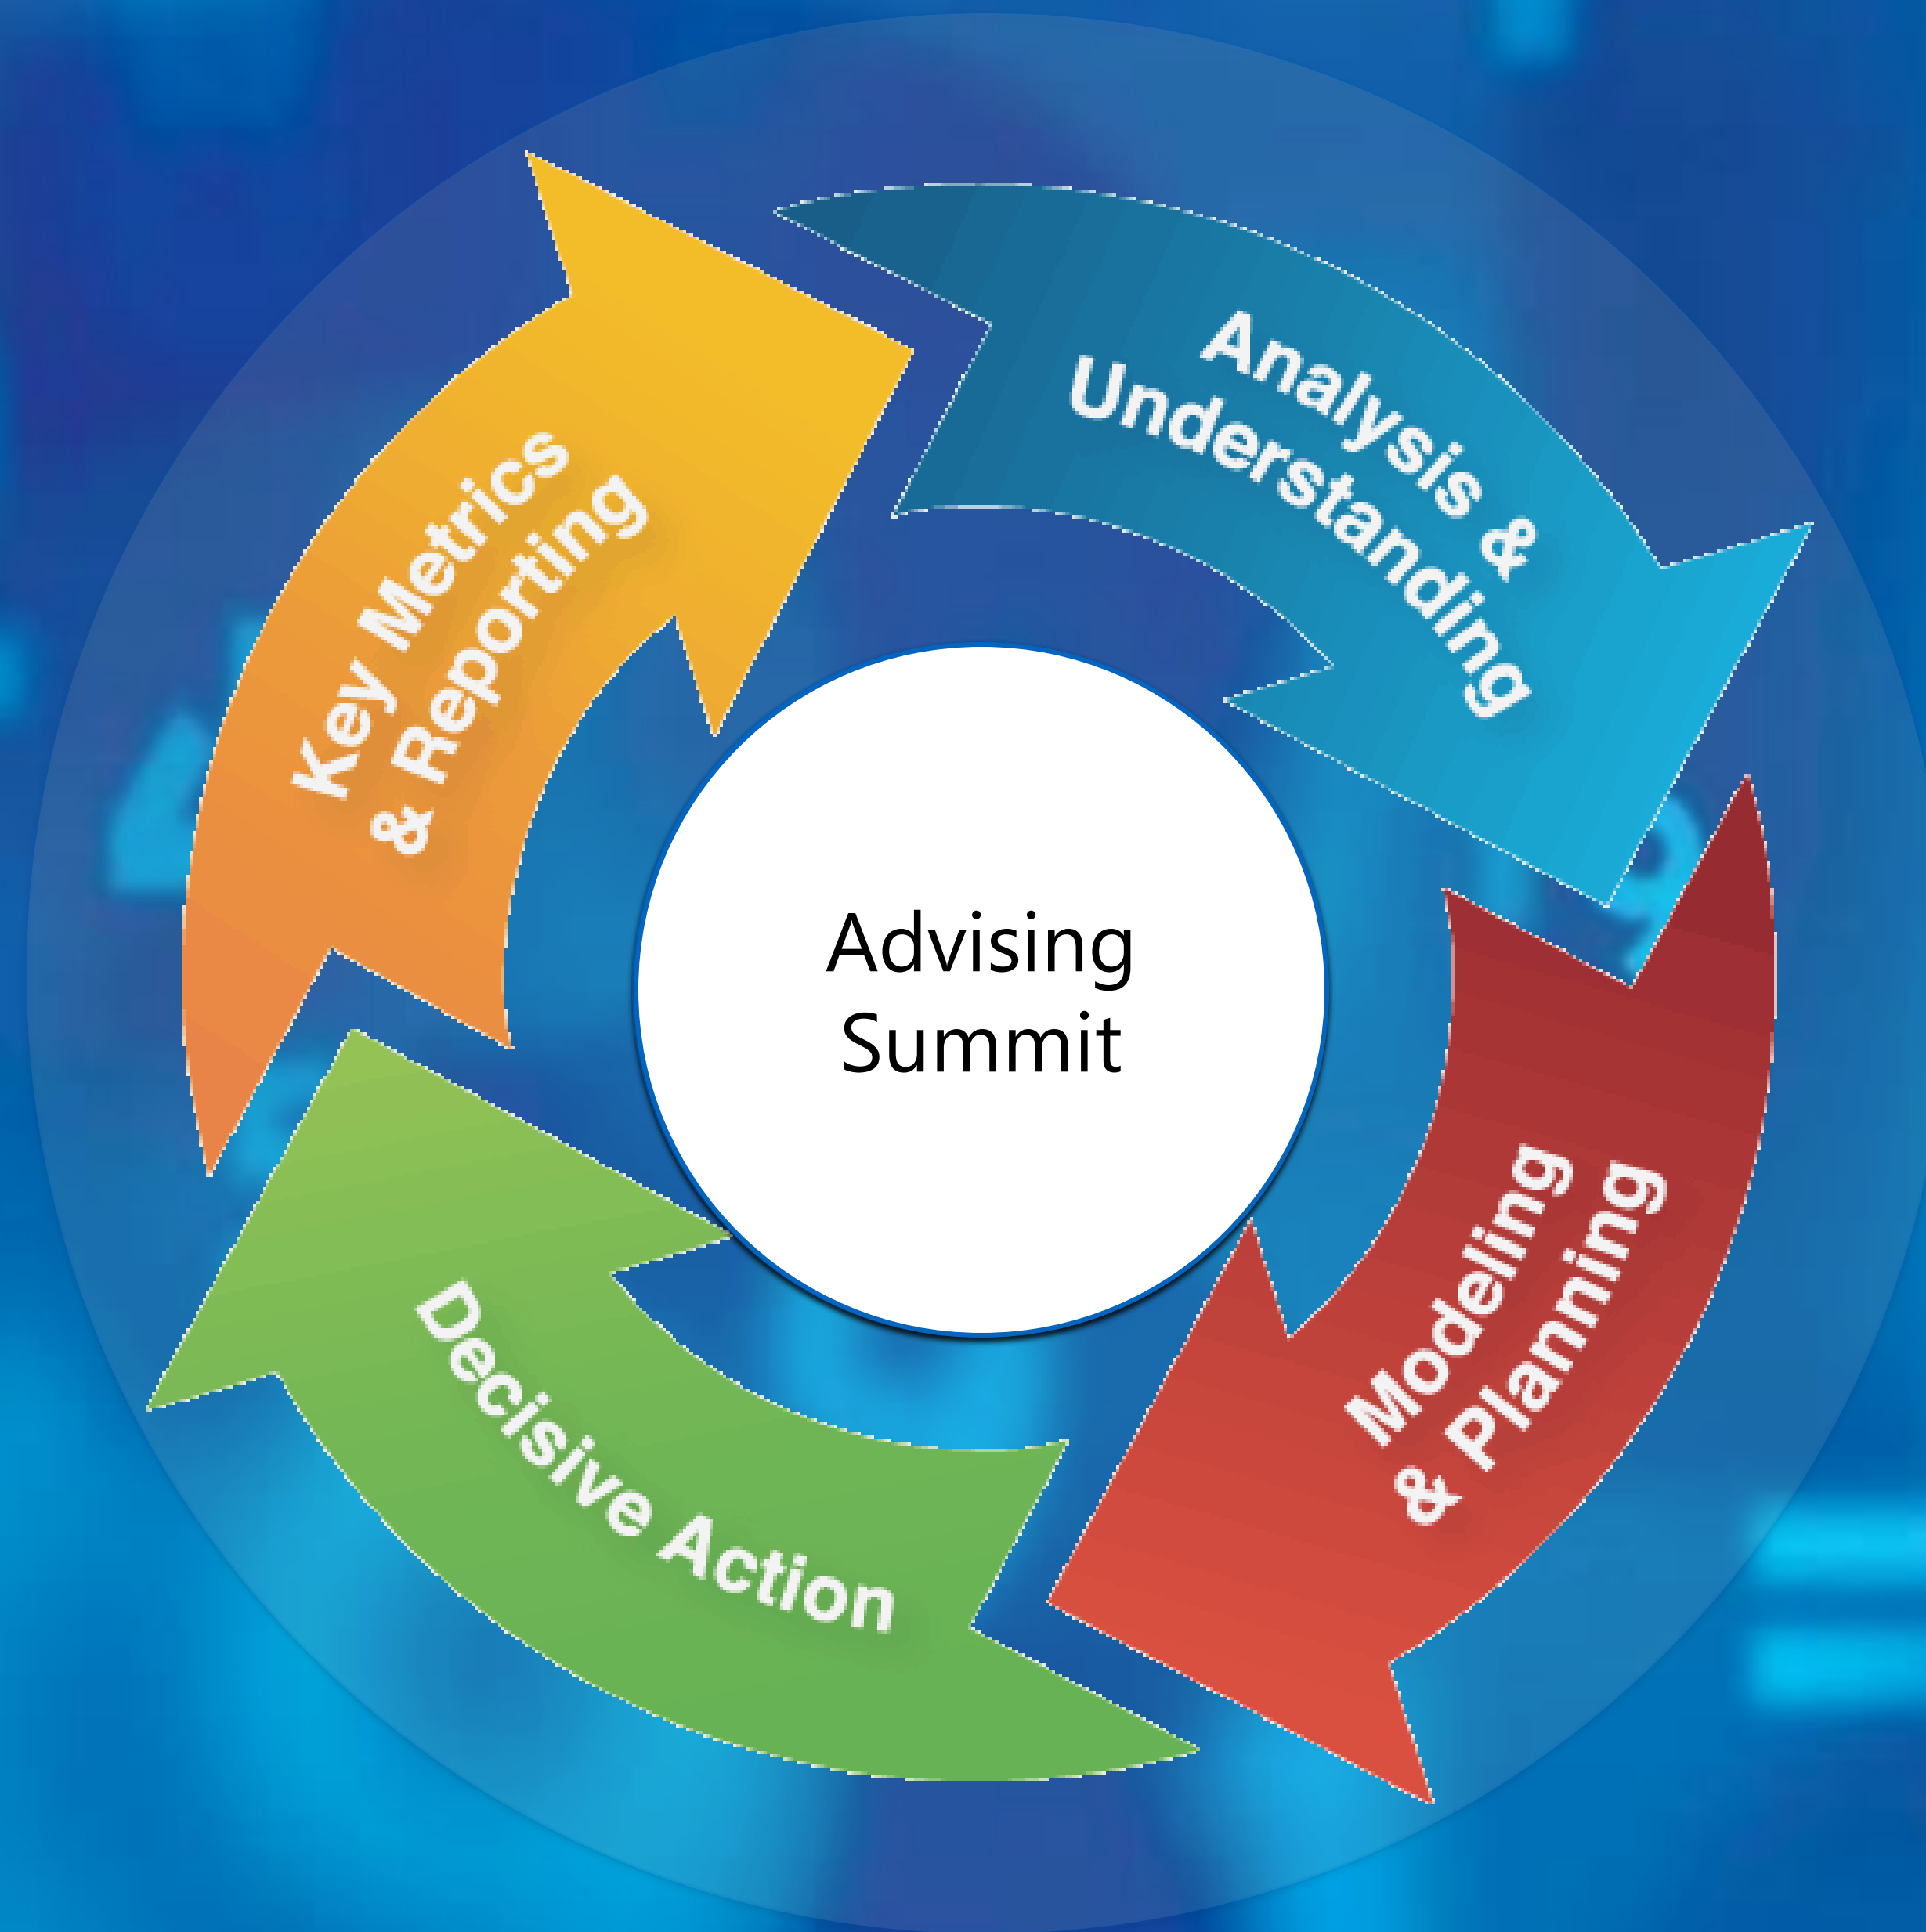 Analysis &
Understanding
Key Metrics
& Reporting
Advising
Summit
Modeling
& Planning
Decisive Action